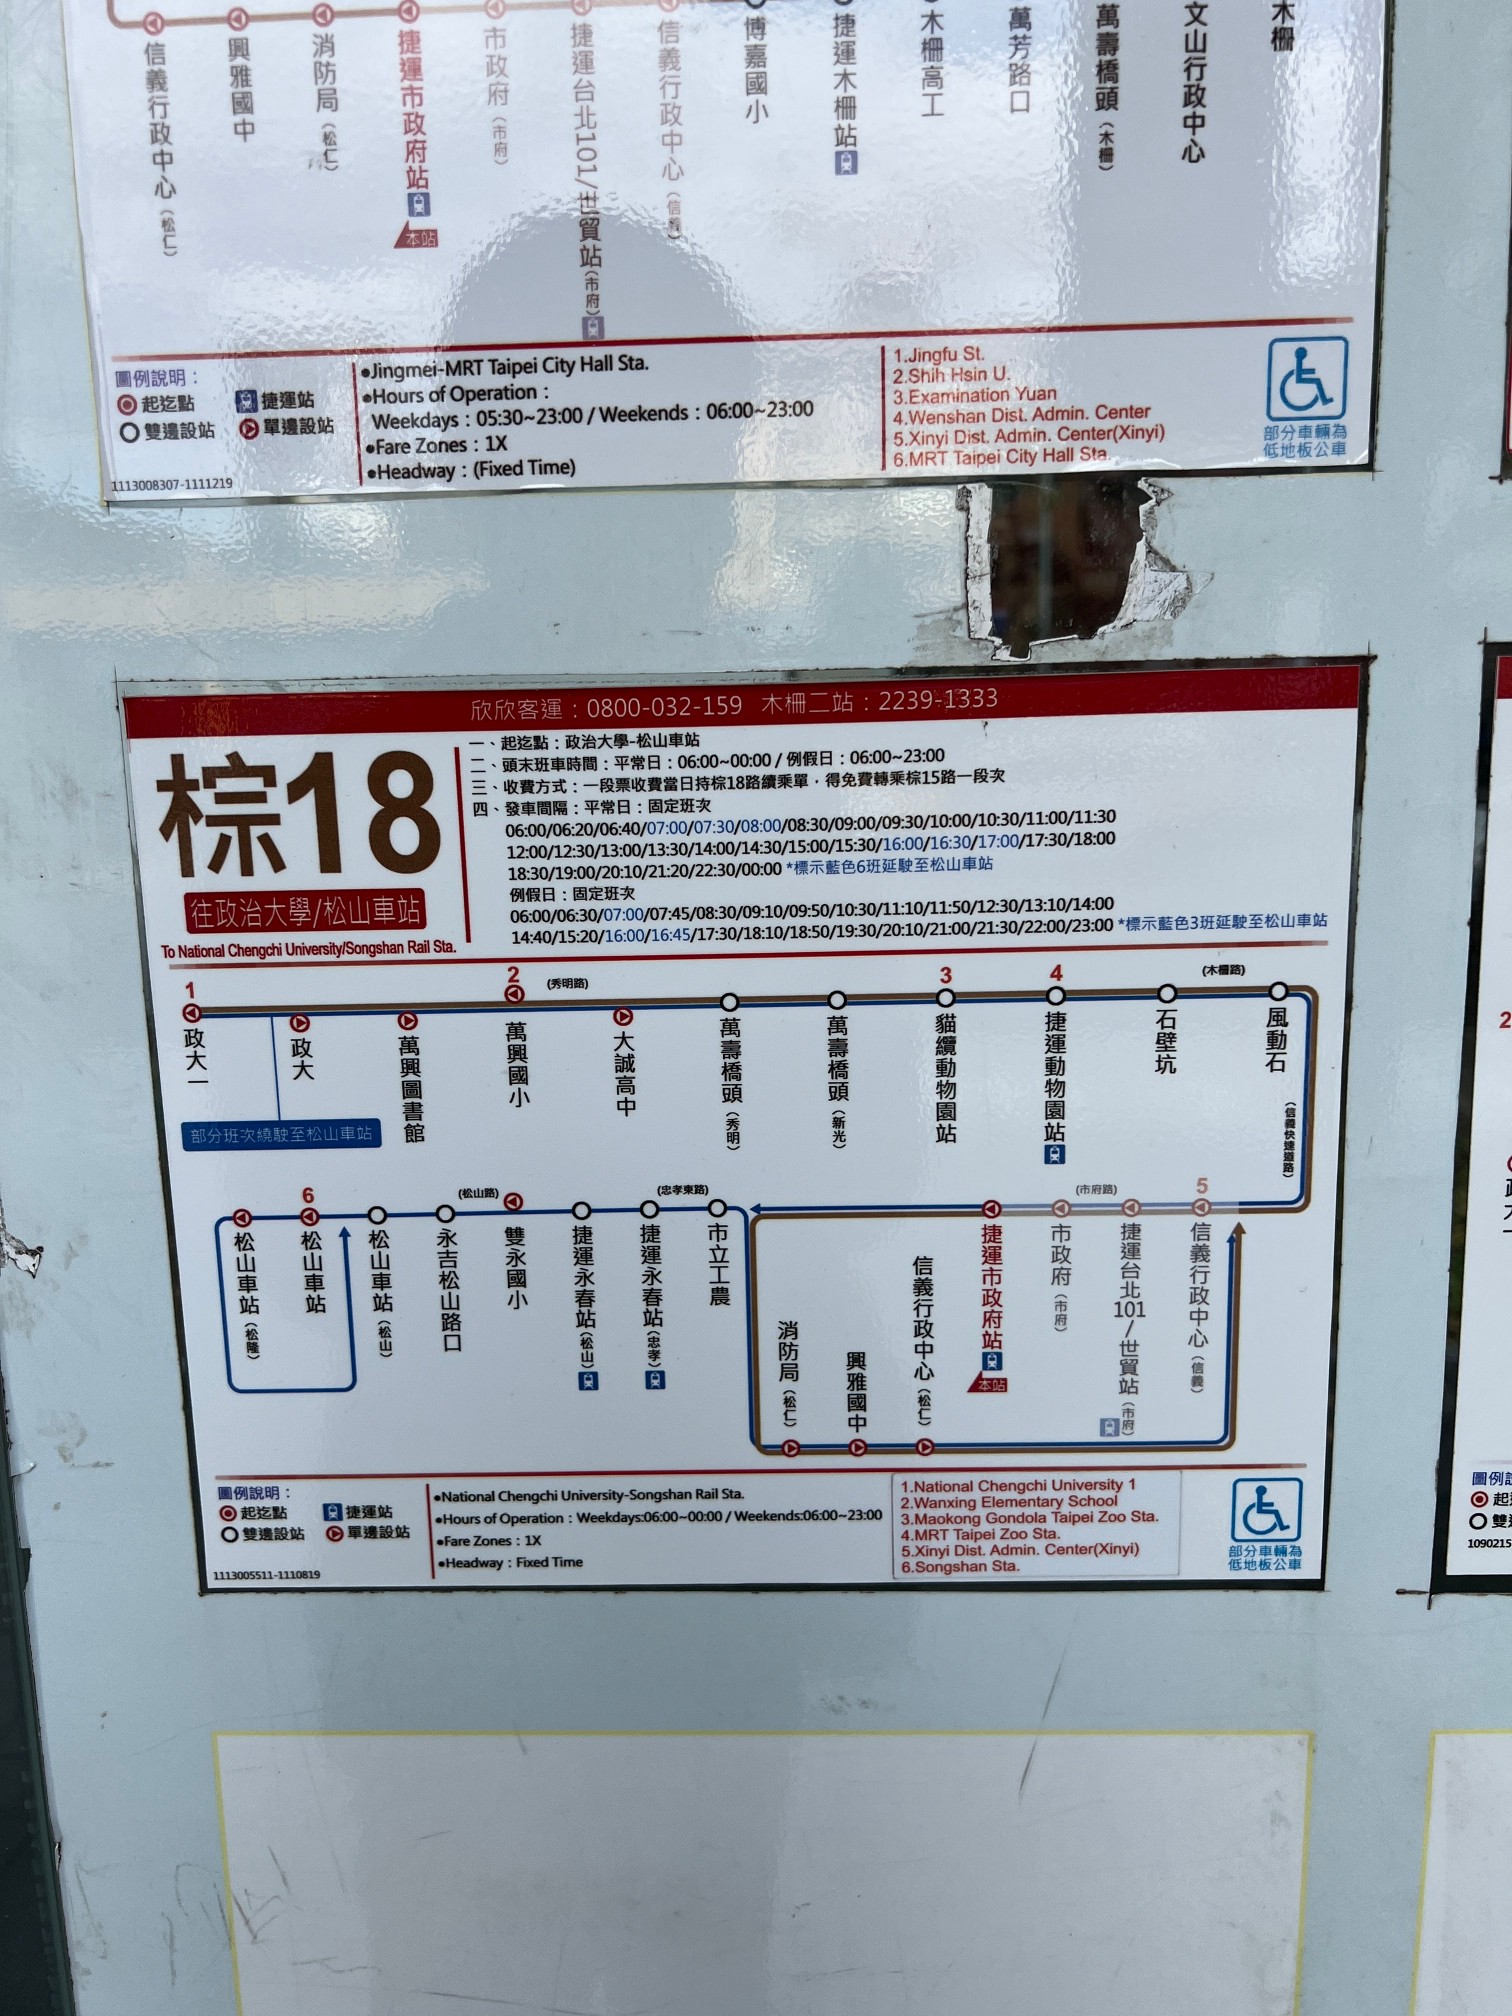 信義行政中心(松仁)
興雅國中
消防局(松仁)
捷運市政府站
本站
市政府(市府)
捷運台北101/世貿站(市府)
信義行政中心(信義)
博嘉國小
捷運木柵站
木柵高工
萬芳路口
萬壽橋頭(木柵)
文山行政中心
木柵
圖例說明:
起迄點
捷運站
雙邊設站
單邊設站
1113008307-1111219
●Jingmei-MRT Taipei City Hall Sta.
●Hours of Operation:
Weekdays:05:30~23:00 / Weekends:06:00~23:00
●Fare Zones:1X
●Headway:(Fixed Time)
1.Jingfu St.
2.Shih Hsin U.
3.Examination Yuan
4.Wenshan Dist. Admin. Center
5.Xinyi Dist. Admin. Center(Xinyi)
6.MRT Taipei City Hall Sta.
部分車輛為
低地板公車
欣欣客運:0800-032-159 木柵二站:2239-1333
棕18
往政治大學/松山車站
To National Chengchi University/Songshan Rail Sta.
一、起迄點:政治大學-松山車站
二、頭末班車時間:平常日:06:00~00:00 / 例假日:06:00~23:00
三、收費方式:一段票收費當日持棕18路續乘單,得免費轉乘棕15路一段次
四、發車間隔:平常日:固定班次
06:00/06:20/06:40/07:00/07:30/08:00/08:30/09:00/09:30/10:00/10:30/11:00/11:30
12:00/12:30/13:00/13:30/14:00/14:30/15:00/15:30/16:00/16:30/17:00/17:30/18:00
18:30/19:00/20:10/21:20/22:30/00:00 *標示藍色6班延駛至松山車站
例假日:固定班次
06:00/06:30/07:00/07:45/08:30/09:10/09:50/10:30/11:10/11:50/12:30/13:10/14:00
14:40/15:20/16:00/16:45/17:30/18:10/18:50/19:30/20:10/21:00/21:30/22:00/23:00 *標示藍色3班延駛至松山車站
1
2
(秀明路)
3
4
(木柵路)
政大一
政大
萬興圖書館
萬興國小
大誠高中
萬壽橋頭(秀明)
萬壽橋頭(新光)
貓纜動物園站
捷運動物園站
石壁坑
風動石
(信義快速道路)
部分班次繞駛至松山車站
6
(松山路)
(忠孝東路)
(市府路)
5
松山車站(松隆)
松山車站
松山車站(松山)
永吉松山路口
雙永國小
捷運永春站(松山)
捷運永春站(忠孝)
市立工農
消防局(松仁)
興雅國中
信義行政中心(松仁)
捷運市政府站
本站
市政府(市府)
捷運台北101/世貿站(市府)
信義行政中心(信義)
圖例說明:
起迄點
捷運站
雙邊設站
單邊設站
1113005511-1110819
●National Chengchi University-Songshan Rail Sta.
●Hours of Operation:Weekdays:06:00~00:00 / Weekends:06:00~23:00
●Fare Zones:1X
●Headway:Fixed Time
1.National Chengchi University 1
2.Wanxing Elementary School
3.Maokong Gondola Taipei Zoo Sta.
4.MRT Taipei Zoo Sta.
5.Xinyi Dist. Admin. Center(Xinyi)
6.Songshan Sta.
部分車輛為
低地板公車
2
圖例
起
雙
1090215